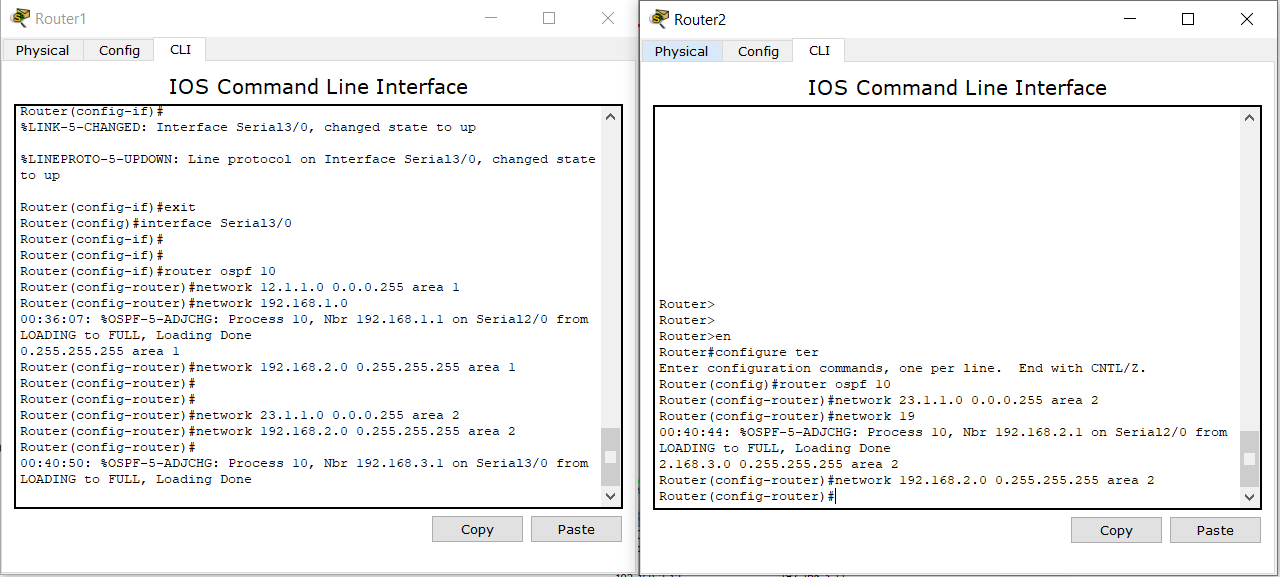 Router1
Physical Config CLI
IOS Command Line Interface
Router(config-if)#
%LINK-5-CHANGED: Interface Serial3/0, changed state to up
%LINEPROTO-5-UPDOWN: Line protocol on Interface Serial3/0, changed state
to up
Router(config-if)#exit
Router(config)#interface Serial3/0
Router(config-if)#
Router(config-if)#
Router(config-if)#router ospf 10
Router(config-router)#network 12.1.1.0 0.0.0.255 area 1
Router(config-router)#network 192.168.1.0
00:36:07: %OSPF-5-ADJCHG: Process 10, Nbr 192.168.1.1 on Serial2/0 from
LOADING to FULL, Loading Done
0.255.255.255 area 1
Router(config-router)#network 192.168.2.0 0.255.255.255 area 1
Router(config-router)#
Router(config-router)#
Router(config-router)#network 23.1.1.0 0.0.0.255 area 2
Router(config-router)#network 192.168.2.0 0.255.255.255 area 2
Router(config-router)#
00:40:50: %OSPF-5-ADJCHG: Process 10, Nbr 192.168.3.1 on Serial3/0 from
LOADING to FULL, Loading Done
Copy Paste
Router2
Physical Config CLI
IOS Command Line Interface
Router>
Router>
Router>en
Router#configure ter
Enter configuration commands, one per line.  End with CNTL/Z.
Router(config)#router ospf 10
Router(config-router)#network 23.1.1.0 0.0.0.255 area 2
Router(config-router)#network 19
00:40:44: %OSPF-5-ADJCHG: Process 10, Nbr 192.168.2.1 on Serial2/0 from
LOADING to FULL, Loading Done
2.168.3.0 0.255.255.255 area 2
Router(config-router)#network 192.168.2.0 0.255.255.255 area 2
Router(config-router)#
Copy Paste